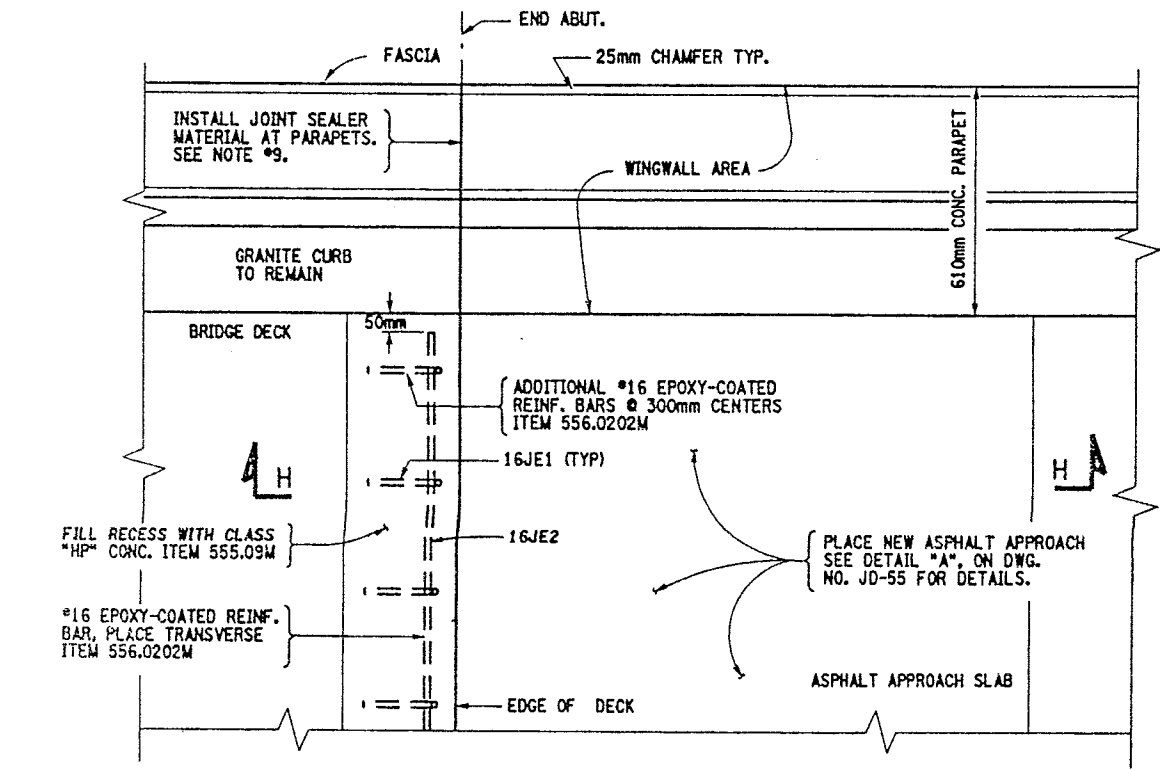 END ABUT.
FASCIA
25mm CHAMFER TYP.
INSTALL JOINT SEALER
MATERIAL AT PARAPETS.
SEE NOTE #9.
WINGWALL AREA
610mm CONC. PARAPET
GRANITE CURB
TO REMAIN
BRIDGE DECK
50mm
ADDITIONAL #16 EPOXY-COATED
REINF. BARS @ 300mm CENTERS
ITEM 556.0202M
16JE1 (TYP)
H
H
FILL RECESS WITH CLASS
"HP" CONC. ITEM 555.09M
16JE2
PLACE NEW ASPHALT APPROACH
SEE DETAIL "A". ON DWG.
NO. JD-55 FOR DETAILS.
#16 EPOXY-COATED REINF.
BAR, PLACE TRANSVERSE
ITEM 556.0202M
ASPHALT APPROACH SLAB
EDGE OF DECK